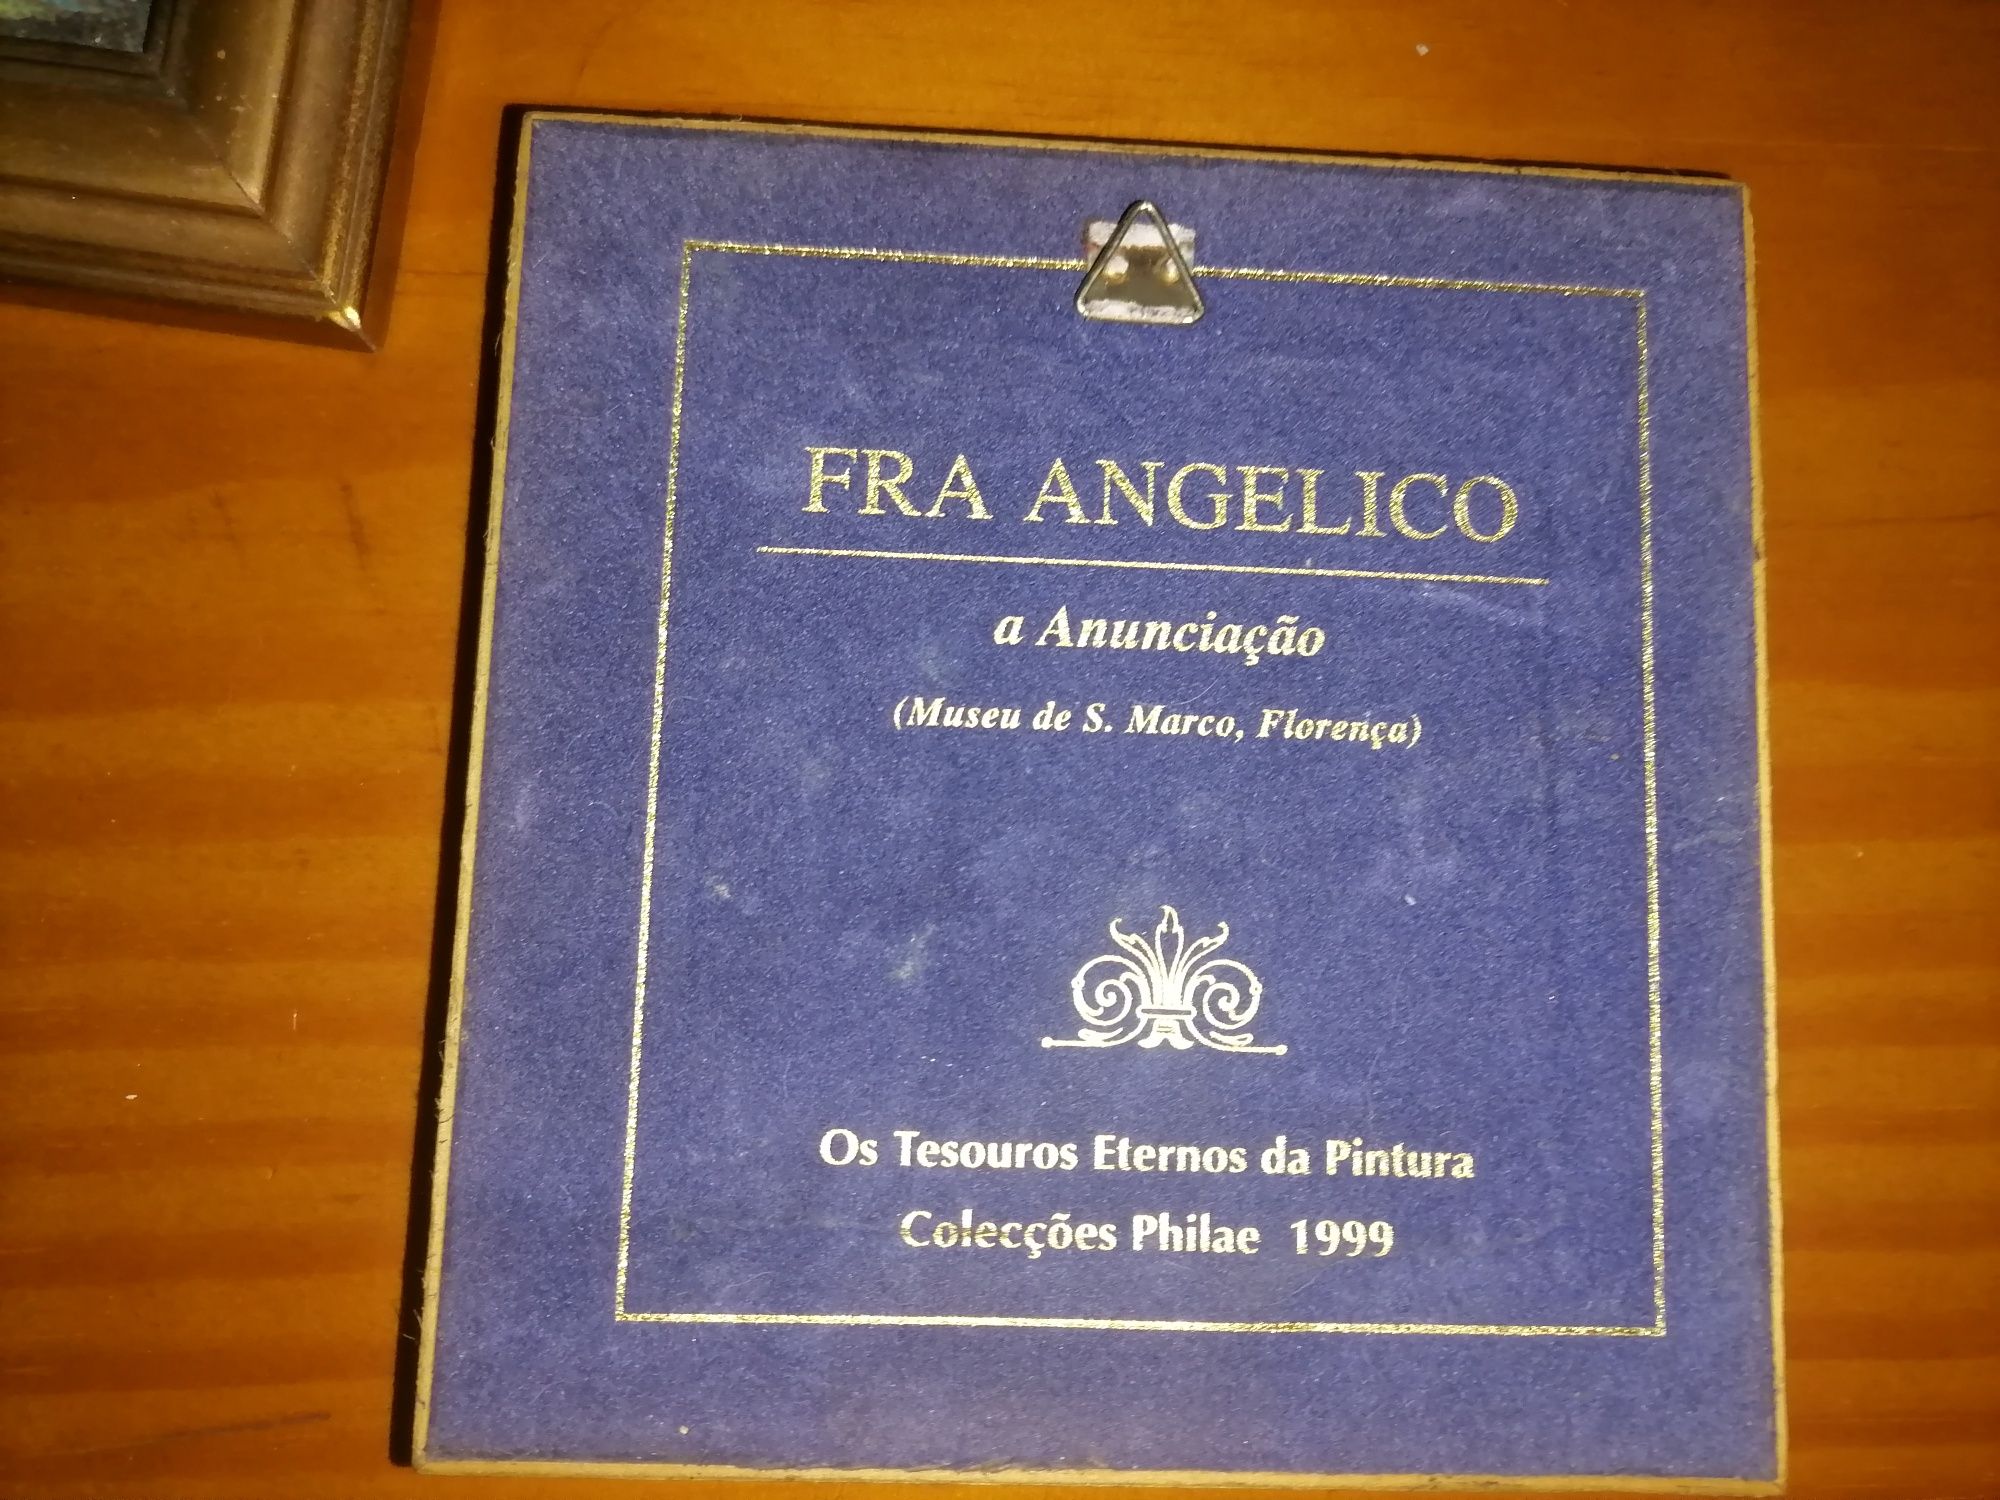 FRA ANGELICO
a Anunciação
(Museu de S. Marco, Florença)
Os Tesouros Eternos da Pintura
Colecções Philae 1999